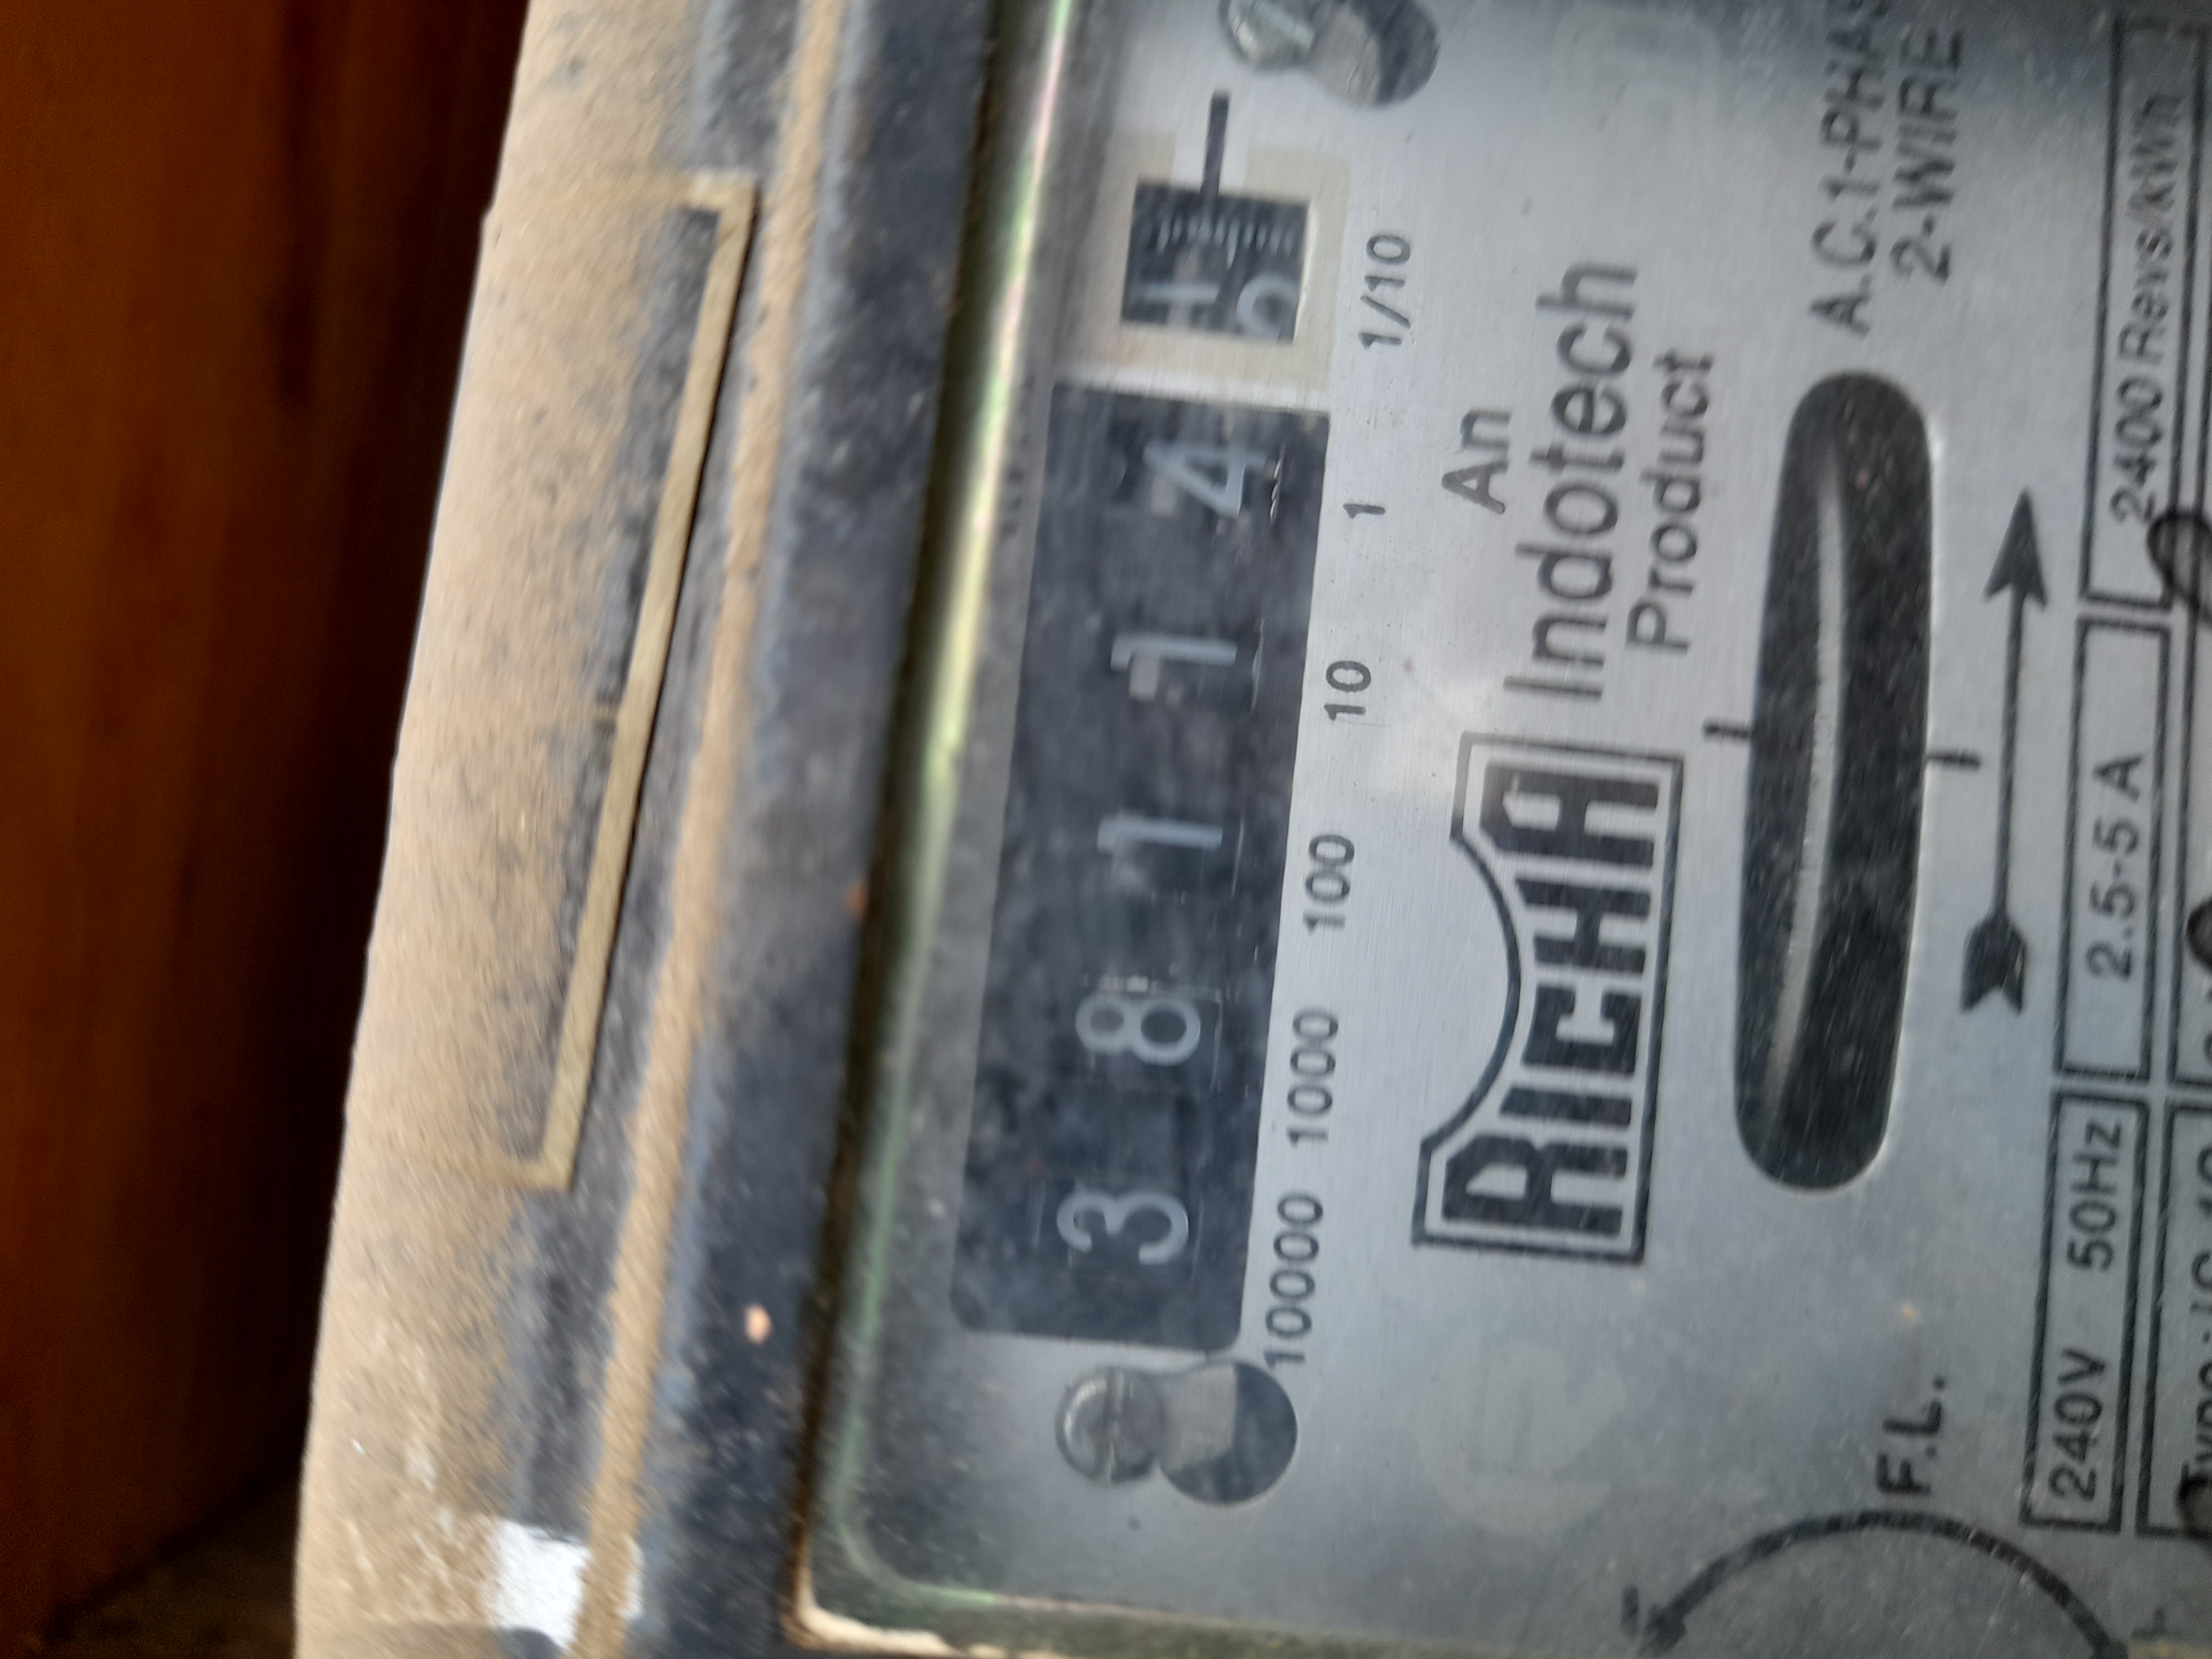 3 8 1 1 4
10000 1000 100 10 1 1/10
An
RICHA Indotech
Product
A.C.1-PHAS
2-WIRE
F.L.
240V 50Hz 2.5-5 A 2400 Revs/kWh